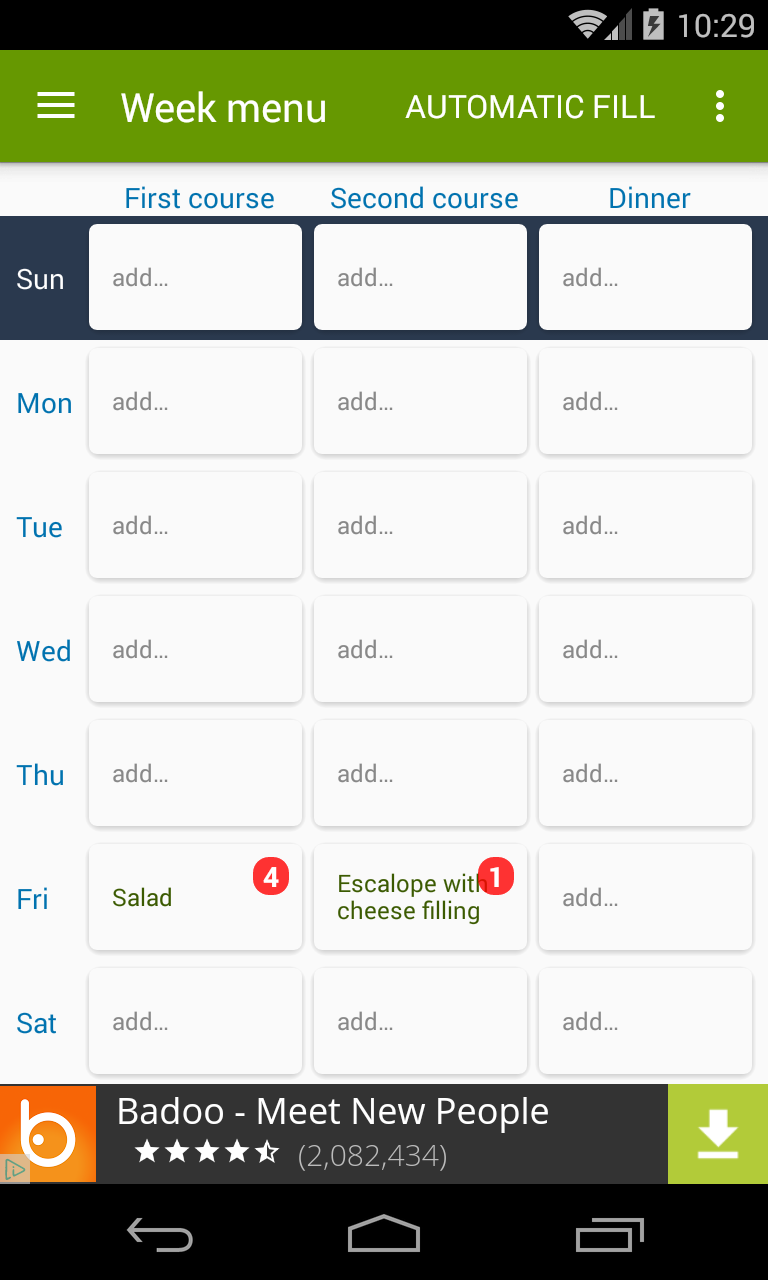 10:29
Week menu AUTOMATIC FILL
First course Second course Dinner
Sun add... add... add...
Mon add... add... add...
Tue add... add... add...
Wed add... add... add...
Thu add... add... add...
Fri Salad 4 Escalope with cheese filling 1 add...
Sat add... add... add...
b Badoo - Meet New People
(2,082,434)